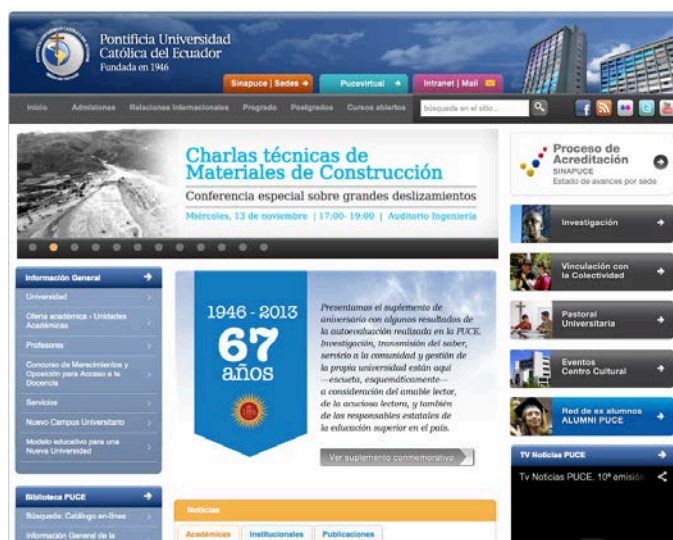 Pontificia Universidad
Católica del Ecuador
Fundada en 1946
Sinapuce | Sedes
Pucevirtual
Intranet | Mail
Inicio Admisiones Relaciones Internacionales Pregrado Postgrados Cursos abiertos búsqueda en el sitio...
Charlas técnicas de
Materiales de Construcción
Conferencia especial sobre grandes deslizamientos
Miércoles, 13 de noviembre | 17:00- 19:00 | Auditorio Ingeniería
Proceso de
Acreditación
SINAPUCE
Estado de avances por sede
Investigación
Vinculación con
la Colectividad
Pastoral
Universitaria
Eventos
Centro Cultural
Red de ex alumnos
ALUMNI PUCE
TV Noticias PUCE
Tv Noticias PUCE. 10ª emisión
Información General
Universidad
Oferta académica - Unidades
Académicas
Profesores
Concurso de Merecimientos y
Oposición para Acceso a la
Docencia
Servicios
Nuevo Campus Universitario
Modelo educativo para una
Nueva Universidad
Biblioteca PUCE
Búsqueda: Catálogo en-línea
Información General de la
1946 - 2013
67
años
Presentamos el suplemento de
aniversario con algunos resultados de
la autoevaluación realizada en la PUCE.
Investigación, transmisión del saber,
servicio a la comunidad y gestión de
la propia universidad están aquí
—escueta, esquemáticamente—
a consideración del amable lector,
de la acuciosa lectora, y también
de los responsables estatales de
la educación superior en el país.
Ver suplemento conmemorativo
Noticias
Académicas Institucionales Publicaciones